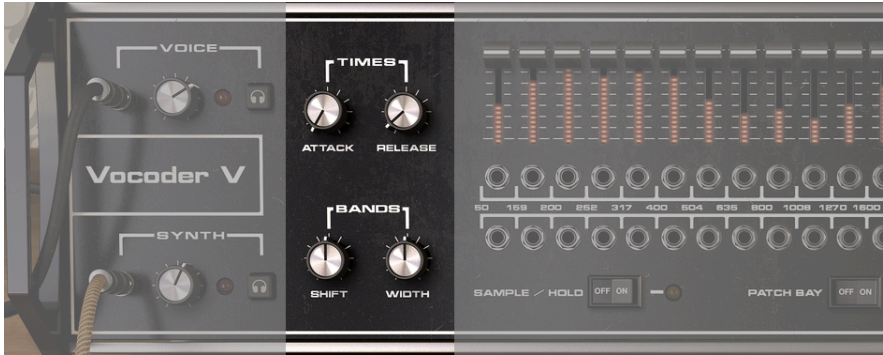 VOICE
TIMES
ATTACK RELEASE
Vocoder V
BANDS
SYNTH
SHIFT WIDTH
50 159 200 252 317 400 504 635 800 1008 1270 1600
SAMPLE / HOLD OFF ON PATCH BAY OFF ON